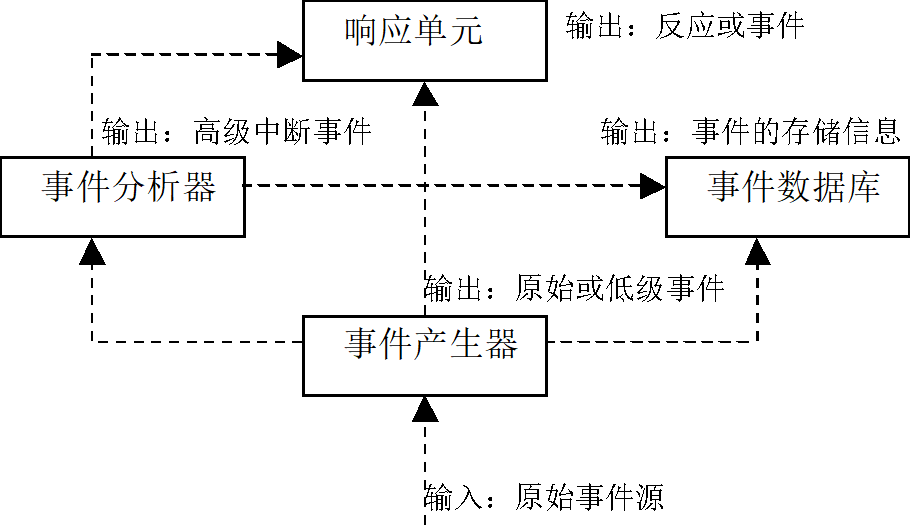 响应单元
输出：反应或事件
输出：高级中断事件
输出：事件的存储信息
事件分析器
事件数据库
输出：原始或低级事件
事件产生器
输入：原始事件源